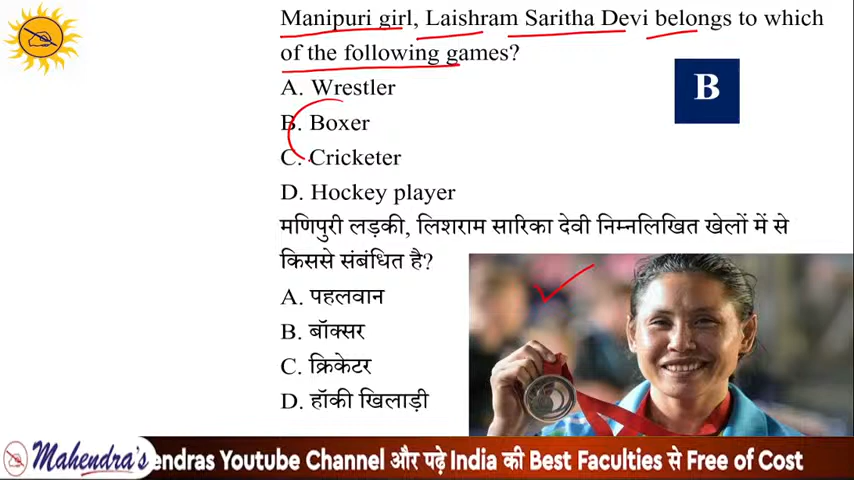 Manipuri girl, Laishram Saritha Devi belongs to which
of the following games?
A. Wrestler
B. Boxer
C. Cricketer
D. Hockey player
B
मणिपुरी लड़की, लिशराम सारिका देवी निम्नलिखित खेलों में से
किससे संबंधित है?
A. पहलवान
B. बॉक्सर
C. क्रिकेटर
D. हॉकी खिलाड़ी
Mahendra's
endras Youtube Channel और पढ़े India की Best Faculties से Free of Cost